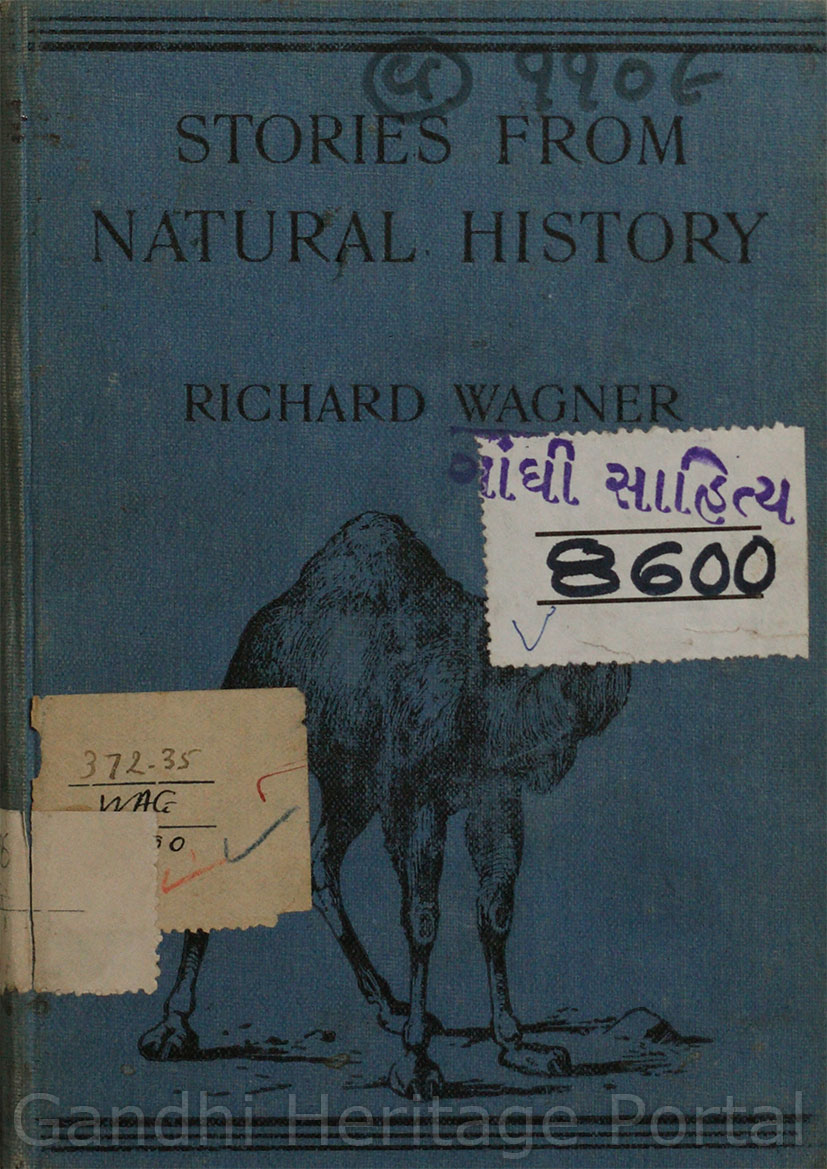 ૧૧૦૬
STORIES FROM
NATURAL HISTORY
RICHARD WAGNER
ગાંધી સાહિત્ય
8600
372.35
WAG
Gandhi Heritage Portal